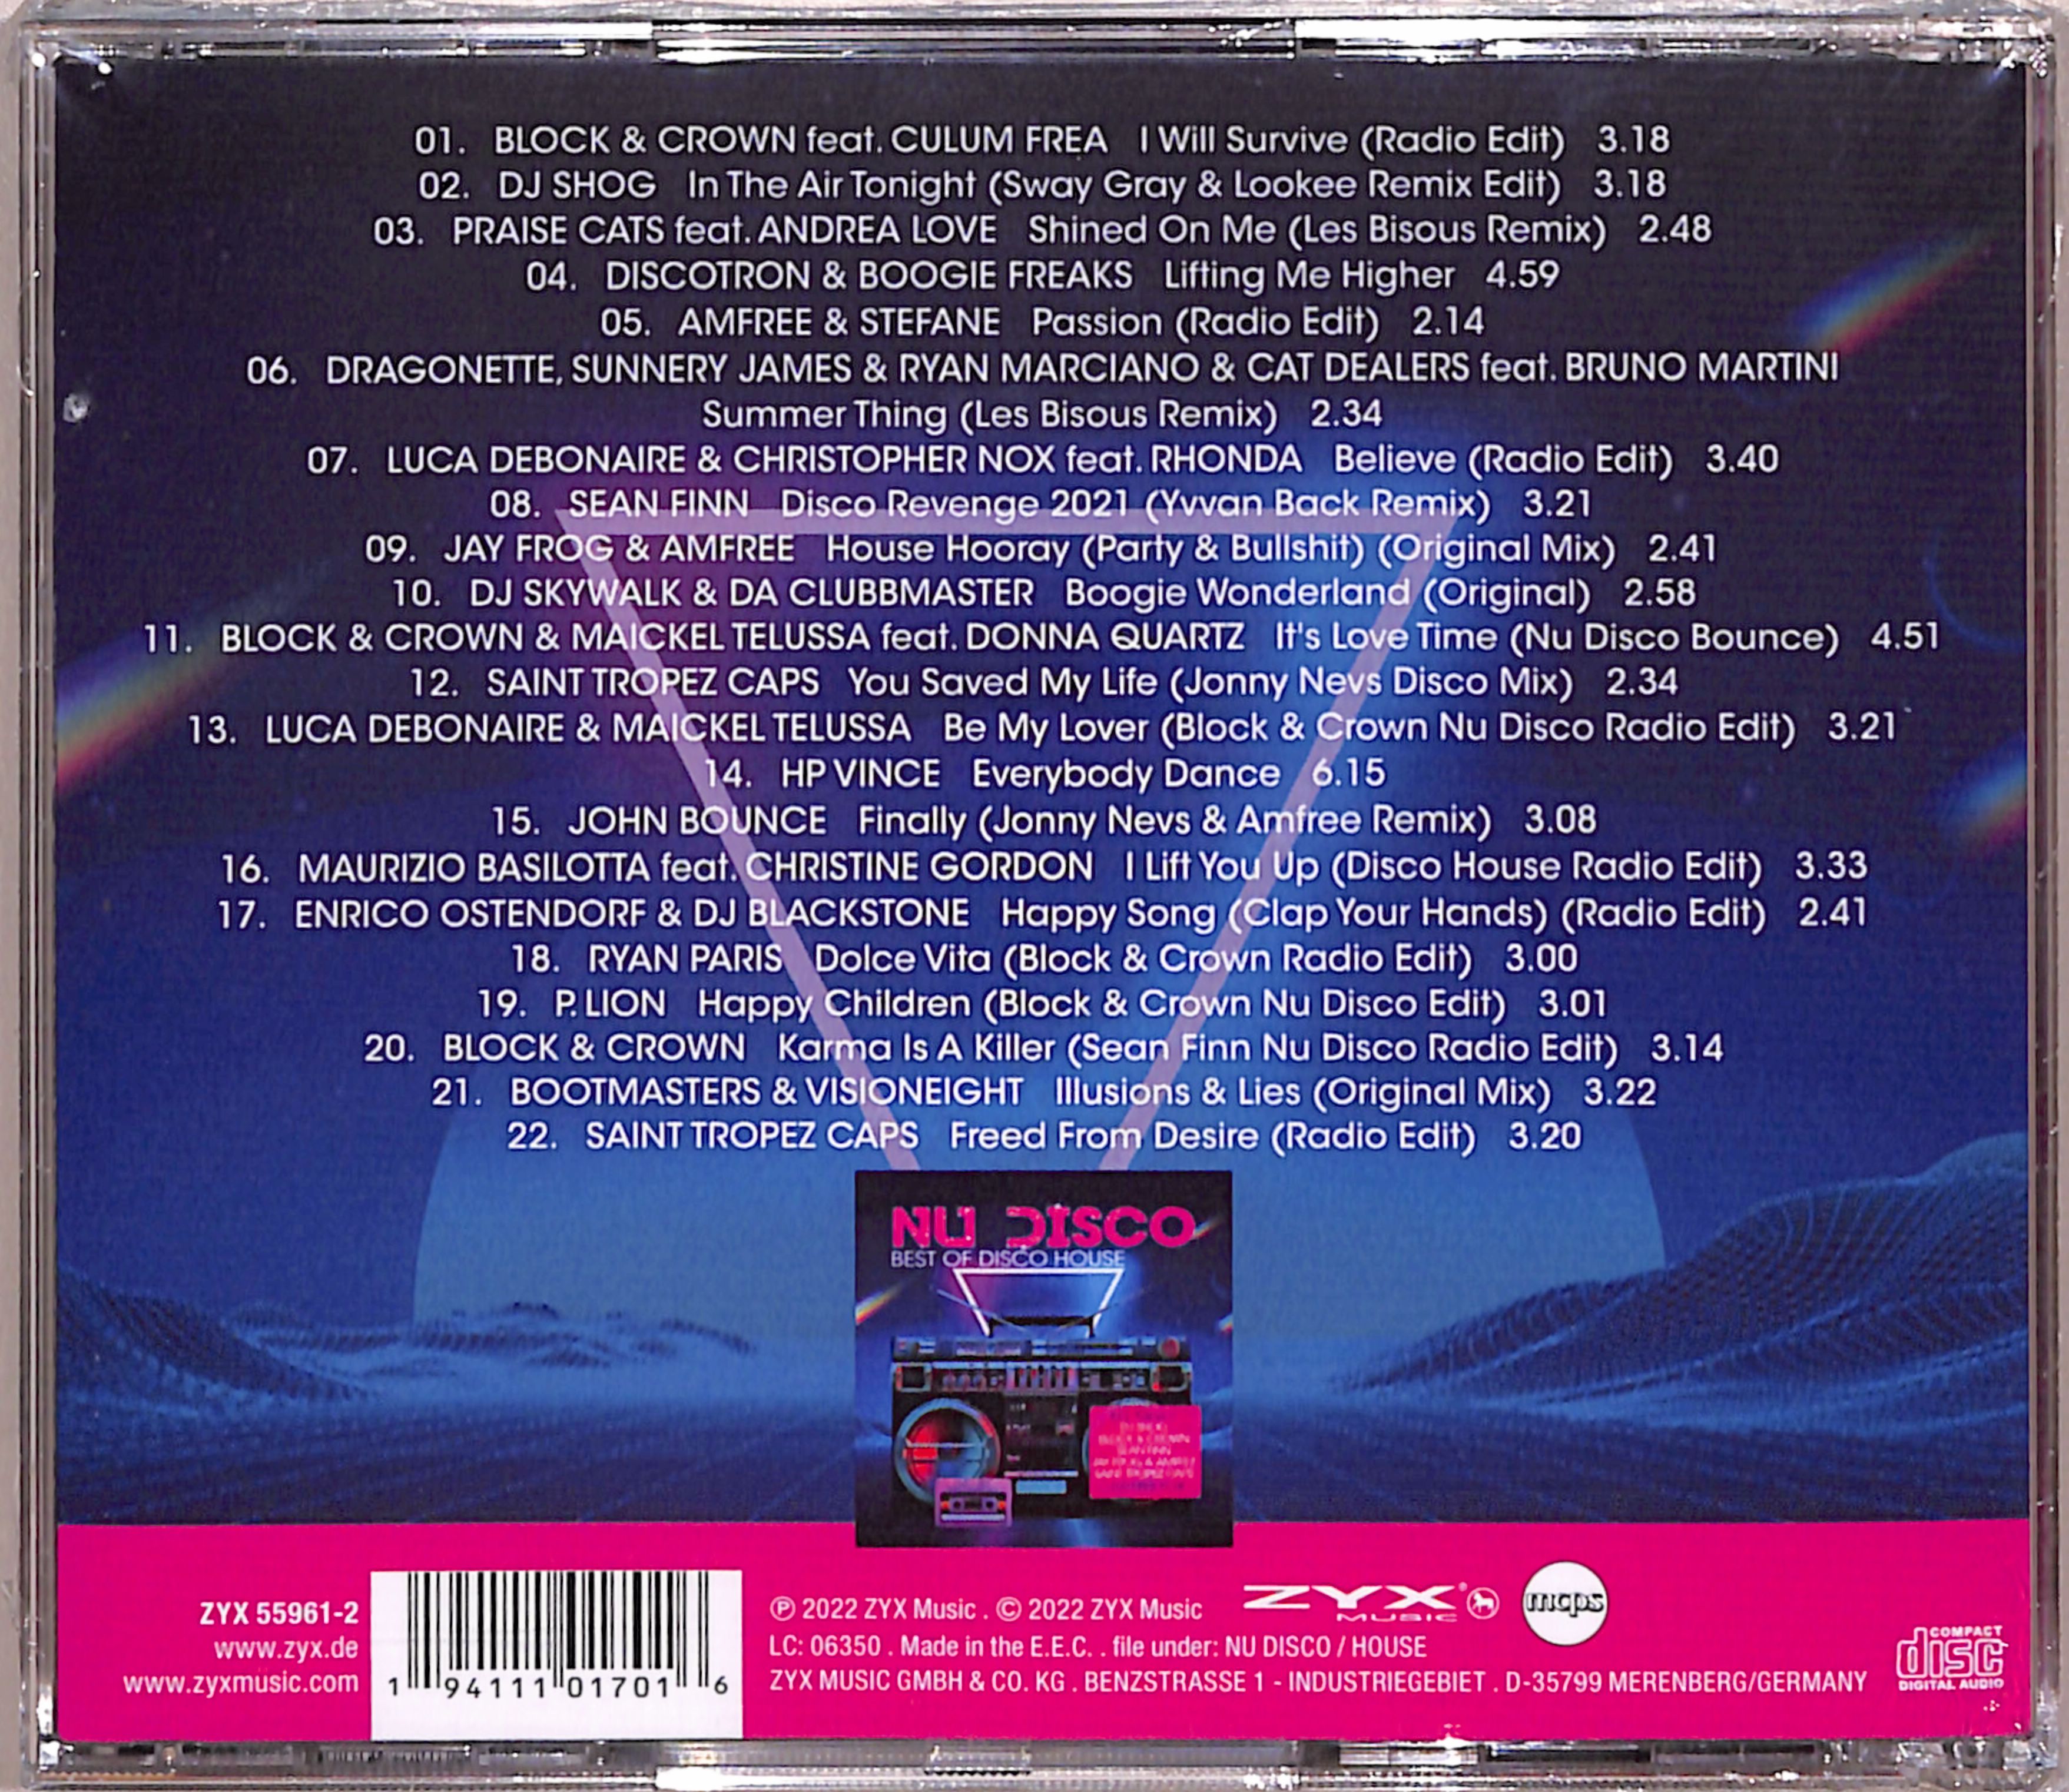 01. BLOCK & CROWN feat. CULUM FREA I Will Survive (Radio Edit) 3.18
02. DJ SHOG In The Air Tonight (Sway Gray & Lookee Remix Edit) 3.18
03. PRAISE CATS feat. ANDREA LOVE Shined On Me (Les Bisous Remix) 2.48
04. DISCOTRON & BOOGIE FREAKS Lifting Me Higher 4.59
05. AMFREE & STEFANE Passion (Radio Edit) 2.14
06. DRAGONETTE, SUNNERY JAMES & RYAN MARCIANO & CAT DEALERS feat. BRUNO MARTINI
Summer Thing (Les Bisous Remix) 2.34
07. LUCA DEBONAIRE & CHRISTOPHER NOX feat. RHONDA Believe (Radio Edit) 3.40
08. SEAN FINN Disco Revenge 2021 (Yvvan Back Remix) 3.21
09. JAY FROG & AMFREE House Hooray (Party & Bullshit) (Original Mix) 2.41
10. DJ SKYWALK & DA CLUBBMASTER Boogie Wonderland (Original) 2.58
11. BLOCK & CROWN & MAICKEL TELUSSA feat. DONNA QUARTZ It's Love Time (Nu Disco Bounce) 4.51
12. SAINT TROPEZ CAPS You Saved My Life (Jonny Nevs Disco Mix) 2.34
13. LUCA DEBONAIRE & MAICKEL TELUSSA Be My Lover (Block & Crown Nu Disco Radio Edit) 3.21
14. HP VINCE Everybody Dance 6.15
15. JOHN BOUNCE Finally (Jonny Nevs & Amfree Remix) 3.08
16. MAURIZIO BASILOTTA feat. CHRISTINE GORDON I Lift You Up (Disco House Radio Edit) 3.33
17. ENRICO OSTENDORF & DJ BLACKSTONE Happy Song (Clap Your Hands) (Radio Edit) 2.41
18. RYAN PARIS Dolce Vita (Block & Crown Radio Edit) 3.00
19. P. LION Happy Children (Block & Crown Nu Disco Edit) 3.01
20. BLOCK & CROWN Karma Is A Killer (Sean Finn Nu Disco Radio Edit) 3.14
21. BOOTMASTERS & VISIONEIGHT Illusions & Lies (Original Mix) 3.22
22. SAINT TROPEZ CAPS Freed From Desire (Radio Edit) 3.20
NU DISCO
BEST OF DISCO HOUSE
DJ SHOG
BLOCK & CROWN
SEAN FINN
JAY FROG & AMFREE
SAINT TROPEZ CAPS
ZYX 55961-2
www.zyx.de
www.zyxmusic.com
1 94111 01701 6
℗ 2022 ZYX Music . © 2022 ZYX Music
ZYX MUSIC ®
mcps
LC: 06350 . Made in the E.E.C. . file under: NU DISCO / HOUSE
ZYX MUSIC GMBH & CO. KG . BENZSTRASSE 1 - INDUSTRIEGEBIET . D-35799 MERENBERG/GERMANY
COMPACT
disc
DIGITAL AUDIO